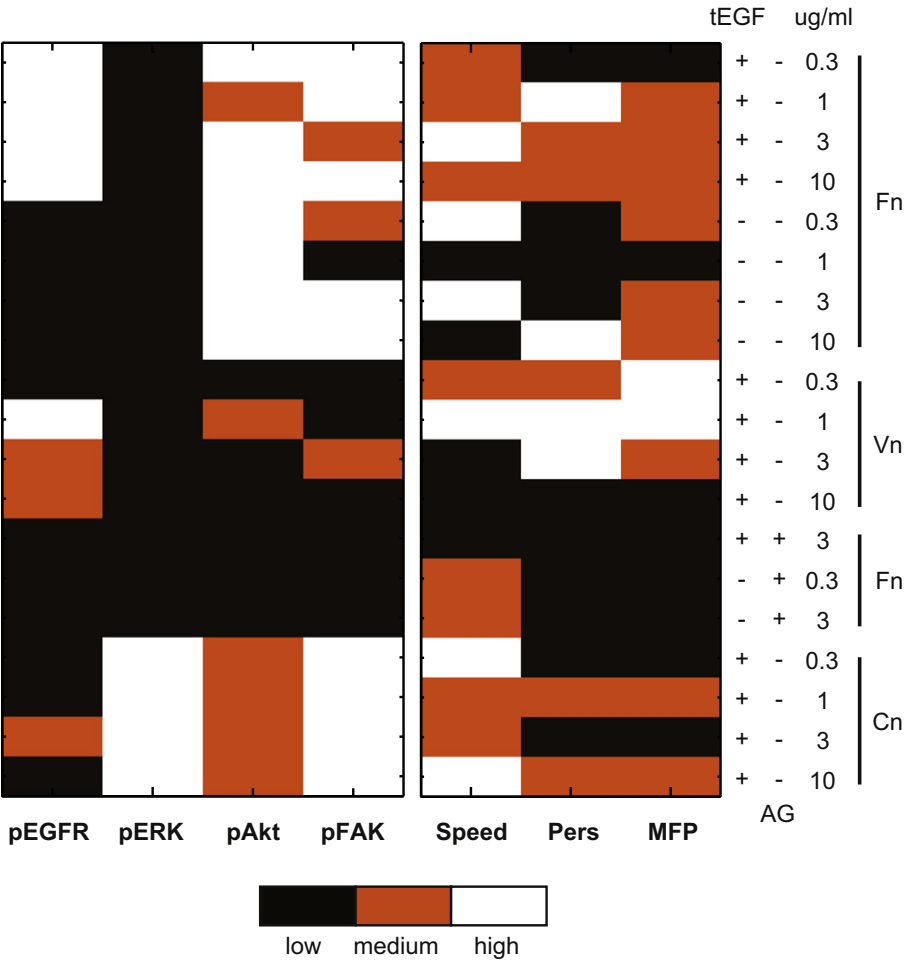 tEGF ug/ml
+ - 0.3
+ - 1
+ - 3
+ - 10
Fn
- - 0.3
- - 1
- - 3
- - 10
+ - 0.3
+ - 1
Vn
+ - 3
+ - 10
+ + 3
- + 0.3 Fn
- + 3
+ - 0.3
+ - 1
Cn
+ - 3
+ - 10
AG
pEGFR pERK pAkt pFAK Speed Pers MFP
low medium high